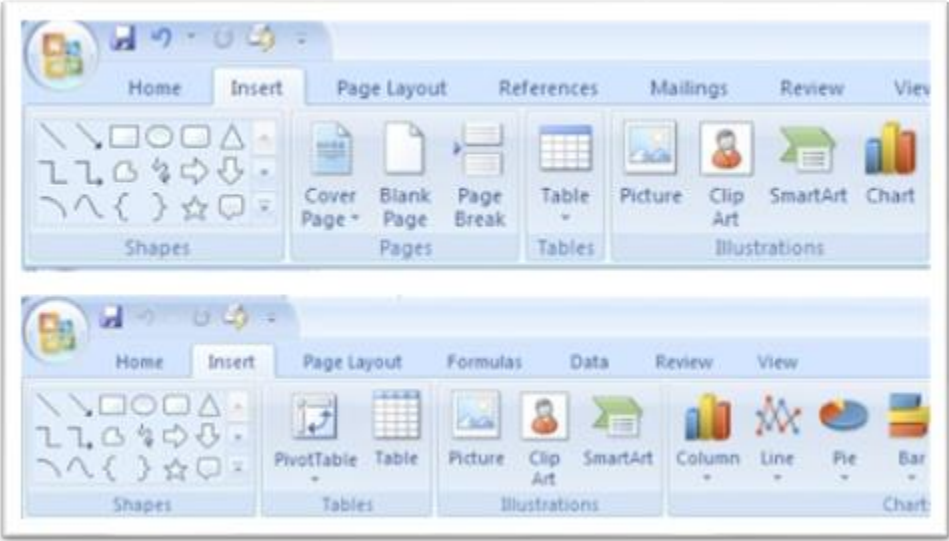 Home Insert Page Layout References Mailings Review View
Cover Page Blank Page Page Break Table Picture Clip Art SmartArt Chart
Shapes Pages Tables Illustrations
Home Insert Page Layout Formulas Data Review View
PivotTable Table Picture Clip Art SmartArt Column Line Pie Bar
Shapes Tables Illustrations Chart